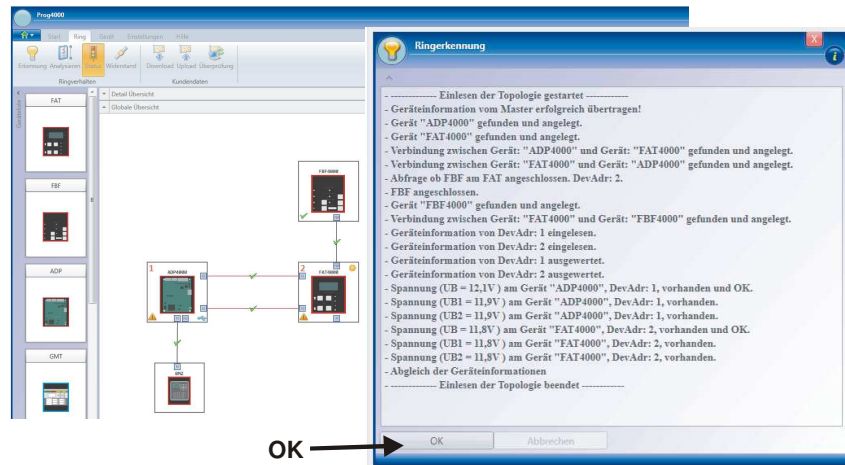 Prog4000
Start Ring Gerät Einstellungen Hilfe
Erkennung Analysieren Status Widerstand Download Upload Überprüfung
Ringverhalten Kundendaten
Geräteliste
FAT
FBF
ADP
GMT
Detail Übersicht
Globale Übersicht
FBF4000
1 ADP4000
2 FAT4000
BMZ
Ringerkennung
- ------------- Einlesen der Topologie gestartet ------------
- Geräteinformation vom Master erfolgreich übertragen!
- Gerät "ADP4000" gefunden und angelegt.
- Gerät "FAT4000" gefunden und angelegt.
- Verbindung zwischen Gerät: "ADP4000" und Gerät: "FAT4000" gefunden und angelegt.
- Verbindung zwischen Gerät: "FAT4000" und Gerät: "ADP4000" gefunden und angelegt.
- Abfrage ob FBF am FAT angeschlossen. DevAdr: 2.
- FBF angeschlossen.
- Gerät "FBF4000" gefunden und angelegt.
- Verbindung zwischen Gerät: "FAT4000" und Gerät: "FBF4000" gefunden und angelegt.
- Geräteinformation von DevAdr: 1 eingelesen.
- Geräteinformation von DevAdr: 2 eingelesen.
- Geräteinformation von DevAdr: 1 ausgewertet.
- Geräteinformation von DevAdr: 2 ausgewertet.
- Spannung (UB = 12,1V ) am Gerät "ADP4000", DevAdr: 1, vorhanden und OK.
- Spannung (UB1 = 11,9V ) am Gerät "ADP4000", DevAdr: 1, vorhanden.
- Spannung (UB2 = 11,9V ) am Gerät "ADP4000", DevAdr: 1, vorhanden.
- Spannung (UB = 11,8V ) am Gerät "FAT4000", DevAdr: 2, vorhanden und OK.
- Spannung (UB1 = 11,8V ) am Gerät "FAT4000", DevAdr: 2, vorhanden.
- Spannung (UB2 = 11,8V ) am Gerät "FAT4000", DevAdr: 2, vorhanden.
- Abgleich der Geräteinformationen
- ------------- Einlesen der Topologie beendet ------------
OK Abbrechen
OK